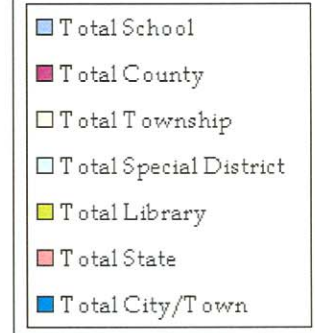 Total School
Total County
Total Township
Total Special District
Total Library
Total State
Total City/Town